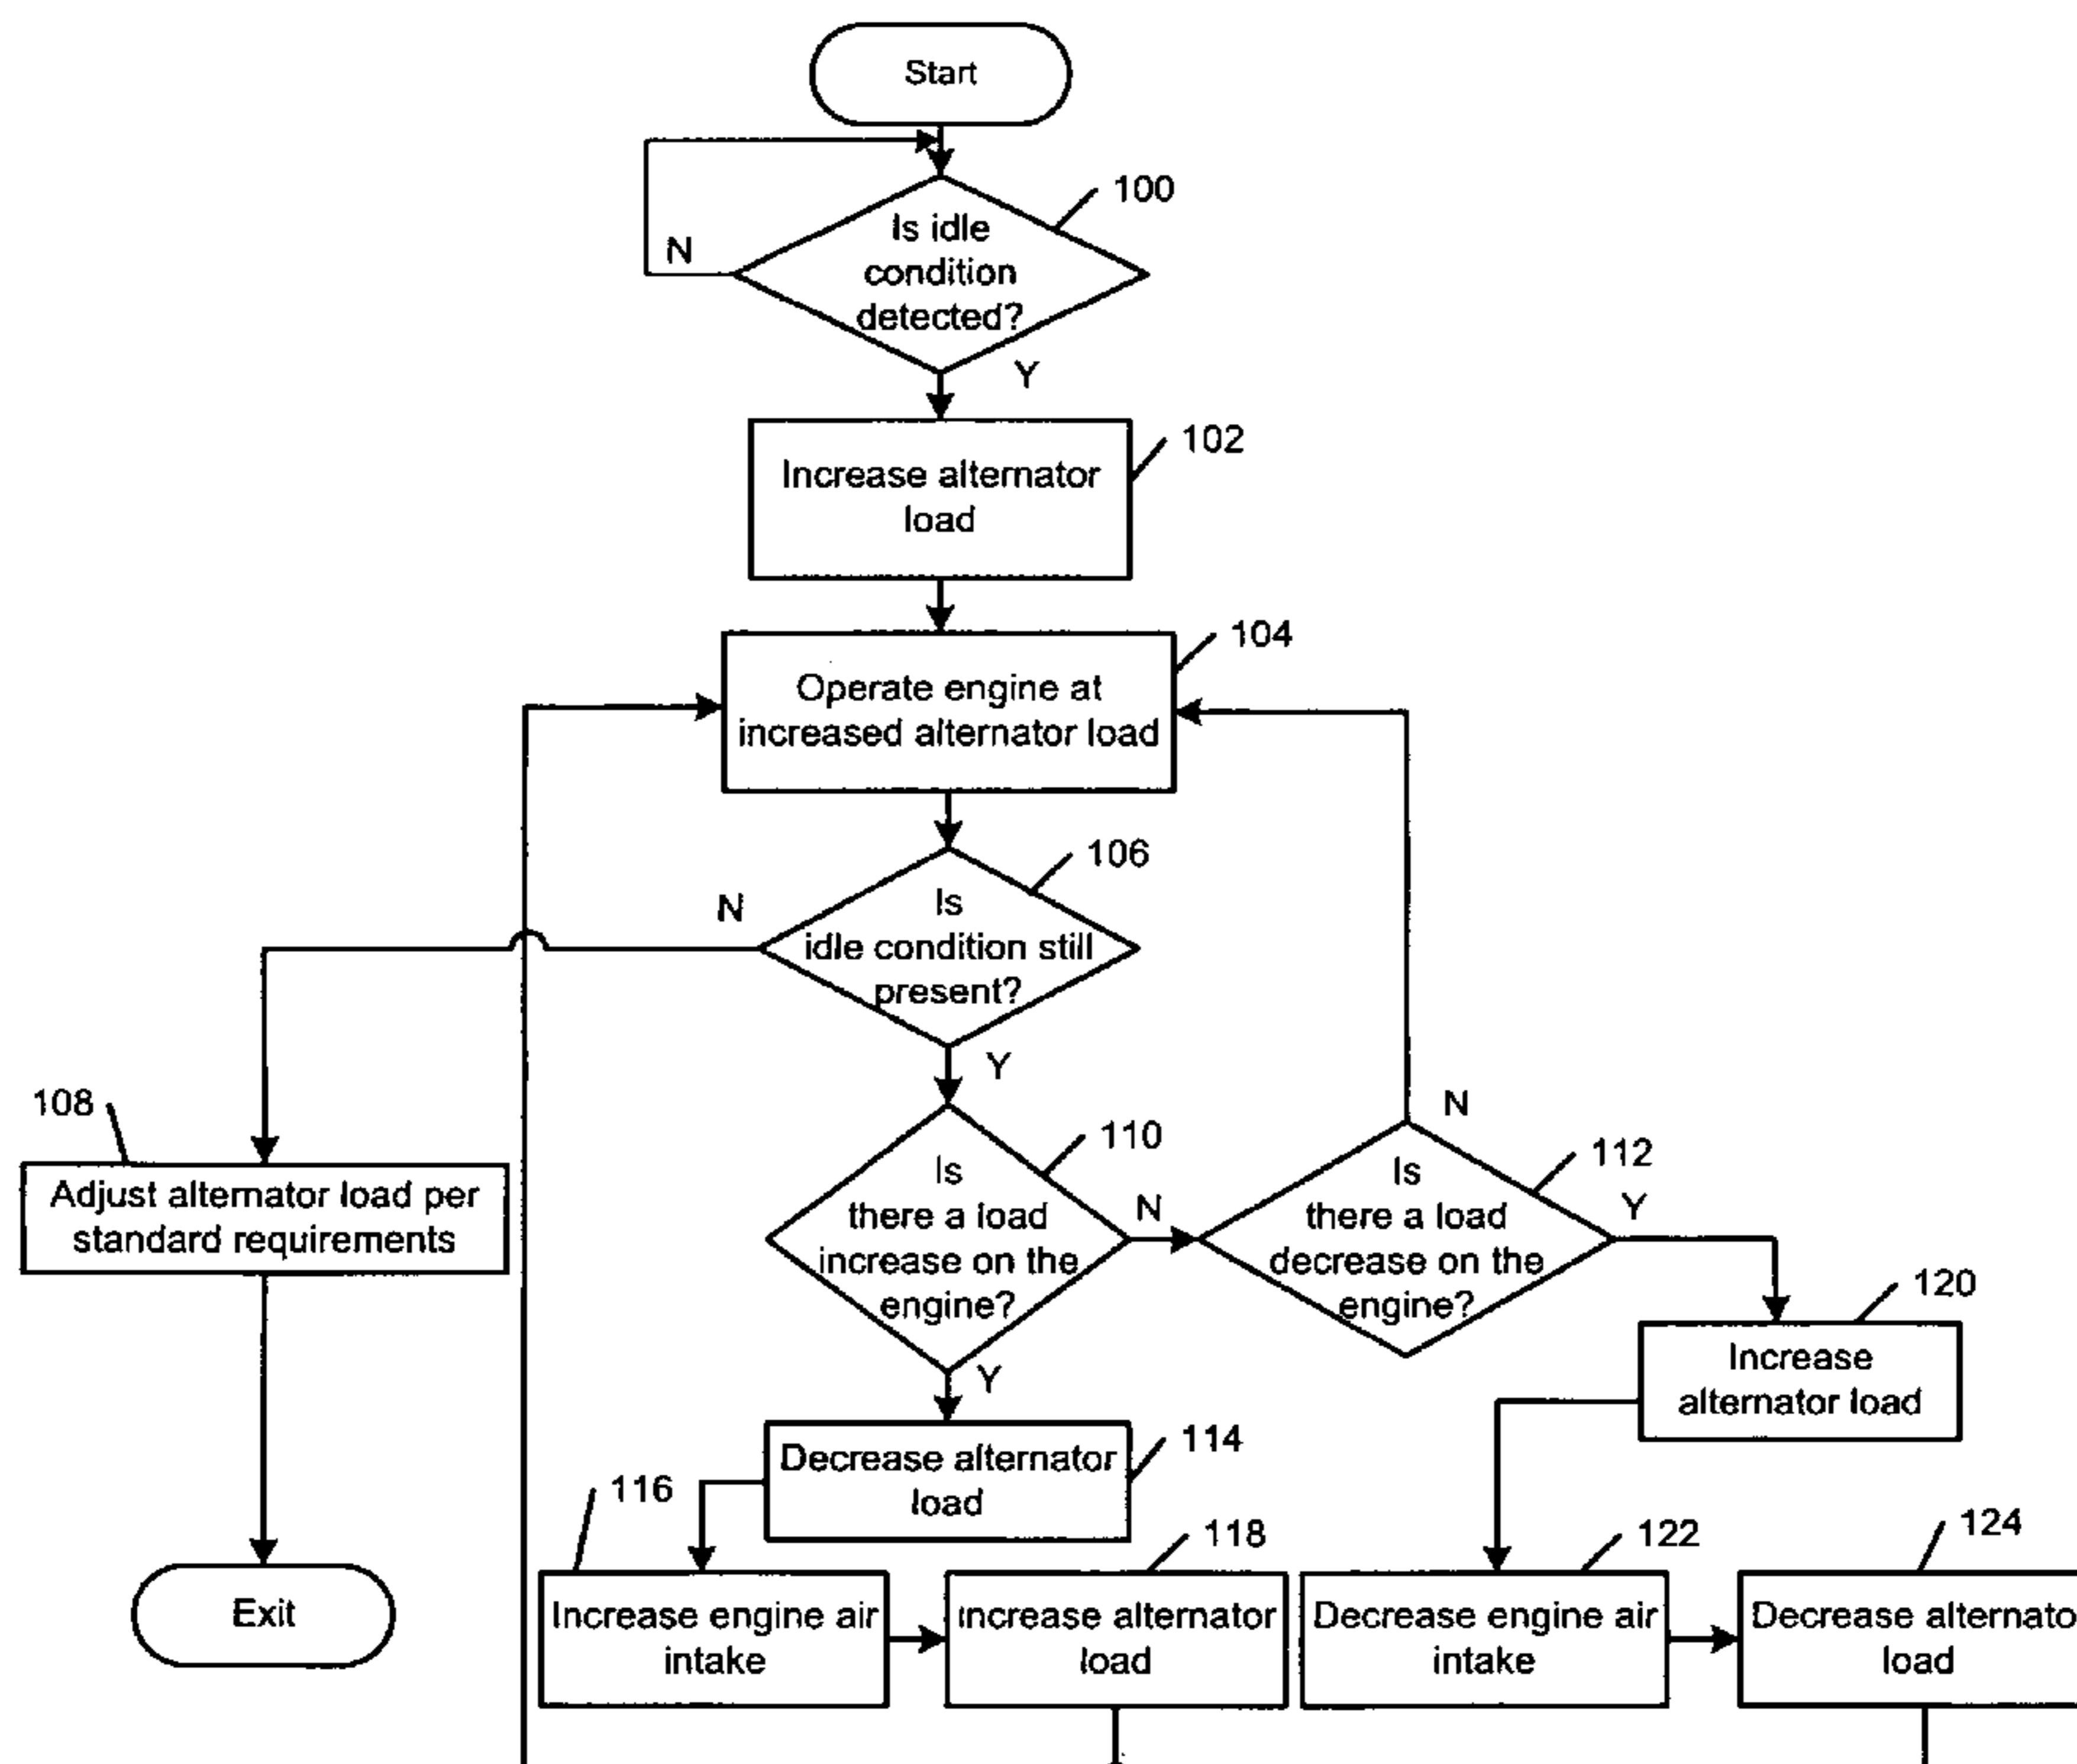 Start
100
Is idle
condition
detected?
N
Y
102
Increase alternator
load
104
Operate engine at
increased alternator load
106
Is
idle condition still
present?
N
Y
108
Adjust alternator load per
standard requirements
Exit
110
Is
there a load
increase on the
engine?
N
Y
112
Is
there a load
decrease on the
engine?
N
Y
120
Increase
alternator load
114
Decrease alternator
load
116
Increase engine air
intake
118
increase alternator
load
122
Decrease engine air
intake
124
Decrease alternato
load